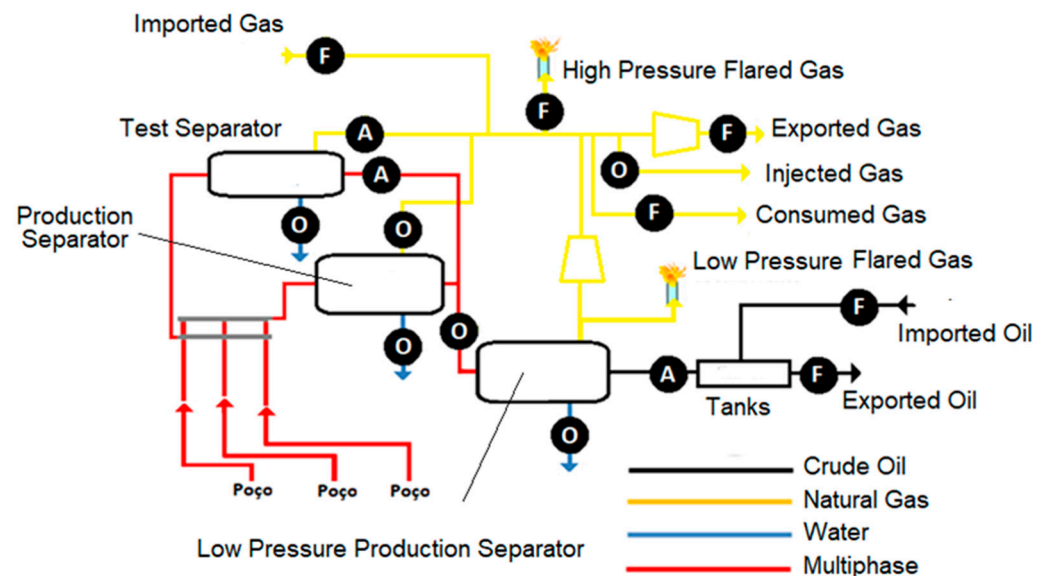 Imported Gas
F
High Pressure Flared Gas
F
Test Separator
A
F
Exported Gas
A
O
Injected Gas
Production
Separator
O
O
F
Consumed Gas
Low Pressure Flared Gas
F
Imported Oil
O
O
A
F
Tanks
Exported Oil
O
Poço
Poço
Poço
Crude Oil
Natural Gas
Water
Multiphase
Low Pressure Production Separator